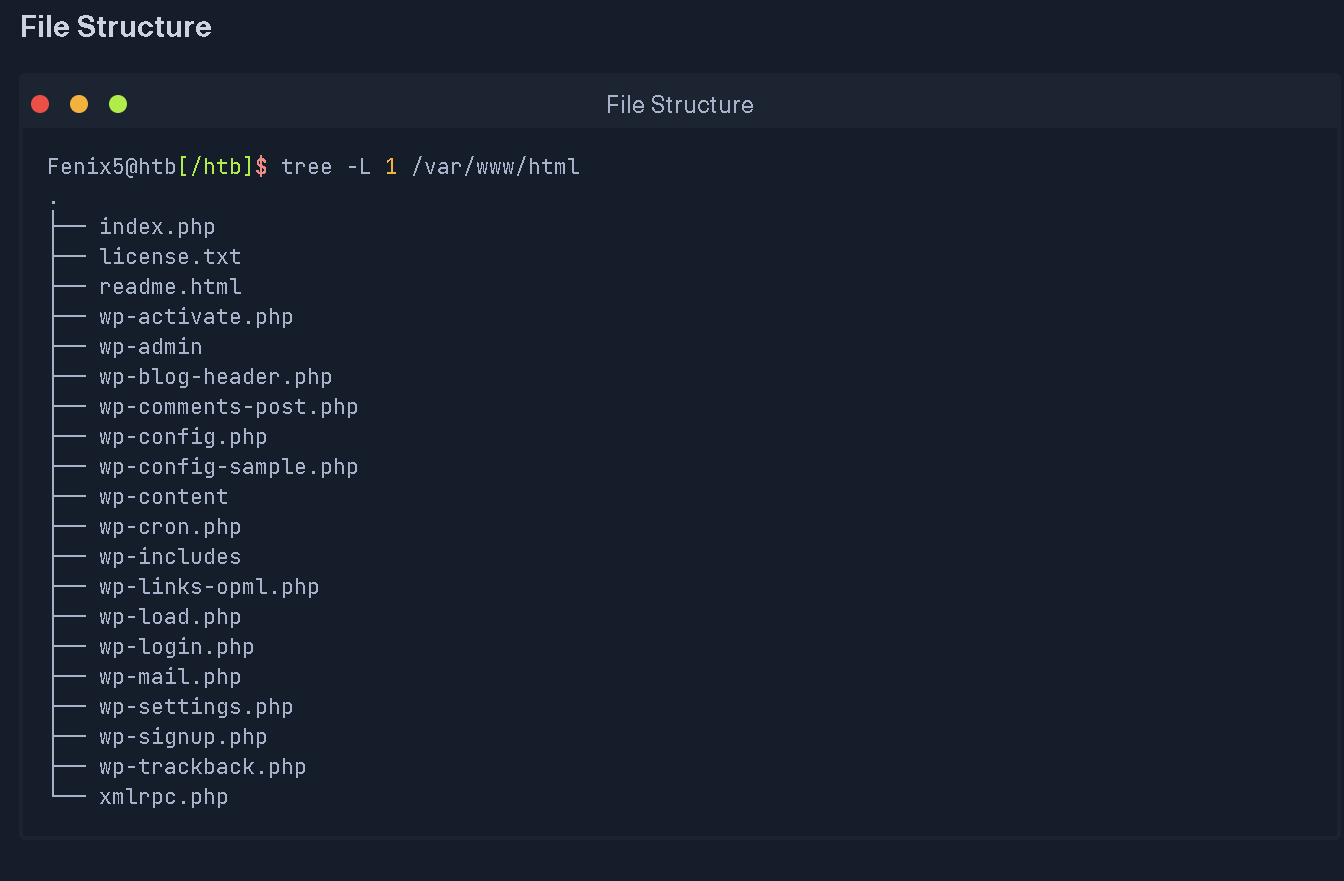 File Structure
File Structure
Fenix5@htb[/htb]$ tree -L 1 /var/www/html
.
├── index.php
├── license.txt
├── readme.html
├── wp-activate.php
├── wp-admin
├── wp-blog-header.php
├── wp-comments-post.php
├── wp-config.php
├── wp-config-sample.php
├── wp-content
├── wp-cron.php
├── wp-includes
├── wp-links-opml.php
├── wp-load.php
├── wp-login.php
├── wp-mail.php
├── wp-settings.php
├── wp-signup.php
├── wp-trackback.php
└── xmlrpc.php